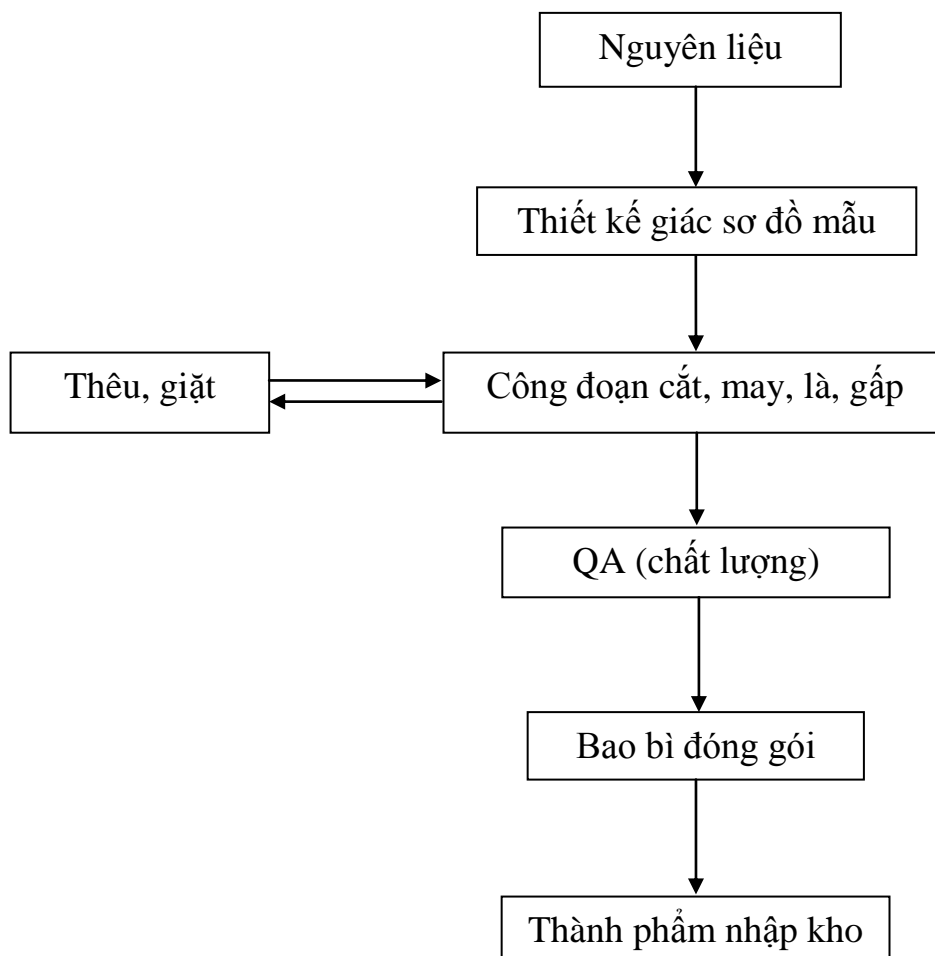 Nguyên liệu
Thiết kế giác sơ đồ mẫu
Thêu, giặt
Công đoạn cắt, may, là, gấp
QA (chất lượng)
Bao bì đóng gói
Thành phẩm nhập kho